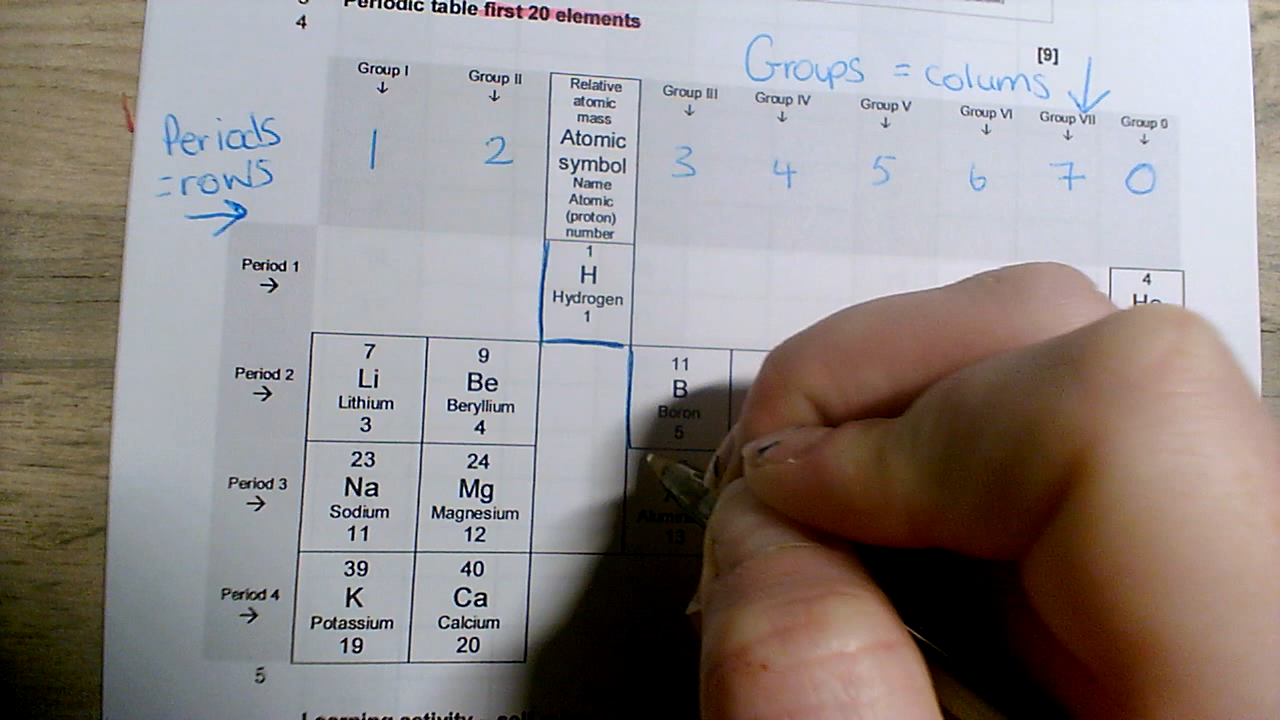 Periodic table first 20 elements
4
[9]
Groups = colums
Group I
Group II
Relative
atomic
mass
Atomic
symbol
Name
Atomic
(proton)
number
Group III
Group IV
Group V
Group VI
Group VII
Group 0
Periods
=rows
1
2
3
4
5
6
7
0
Period 1
1
H
Hydrogen
1
4
He
Period 2
7
Li
Lithium
3
9
Be
Beryllium
4
11
B
Boron
5
Period 3
23
Na
Sodium
11
24
Mg
Magnesium
12
13
Period 4
39
K
Potassium
19
40
Ca
Calcium
20
5